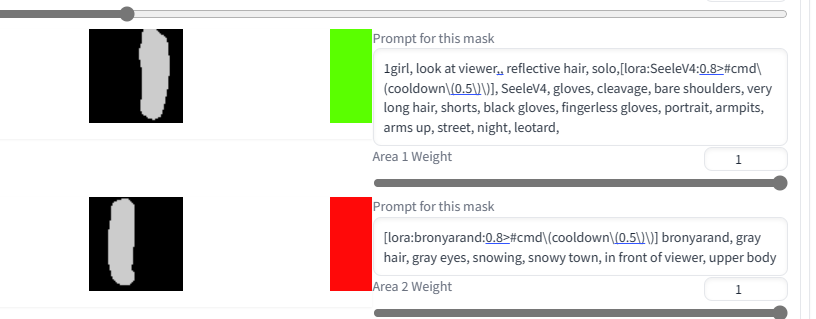 Prompt for this mask
1girl, look at viewer,, reflective hair, solo,[lora:SeeleV4:0.8>#cmd\
(cooldown\(0.5\)\)], SeeleV4, gloves, cleavage, bare shoulders, very
long hair, shorts, black gloves, fingerless gloves, portrait, armpits,
arms up, street, night, leotard,
Area 1 Weight
1
Prompt for this mask
[lora:bronyarand:0.8>#cmd\(cooldown\(0.5\)\)] bronyarand, gray
hair, gray eyes, snowing, snowy town, in front of viewer, upper body
Area 2 Weight
1